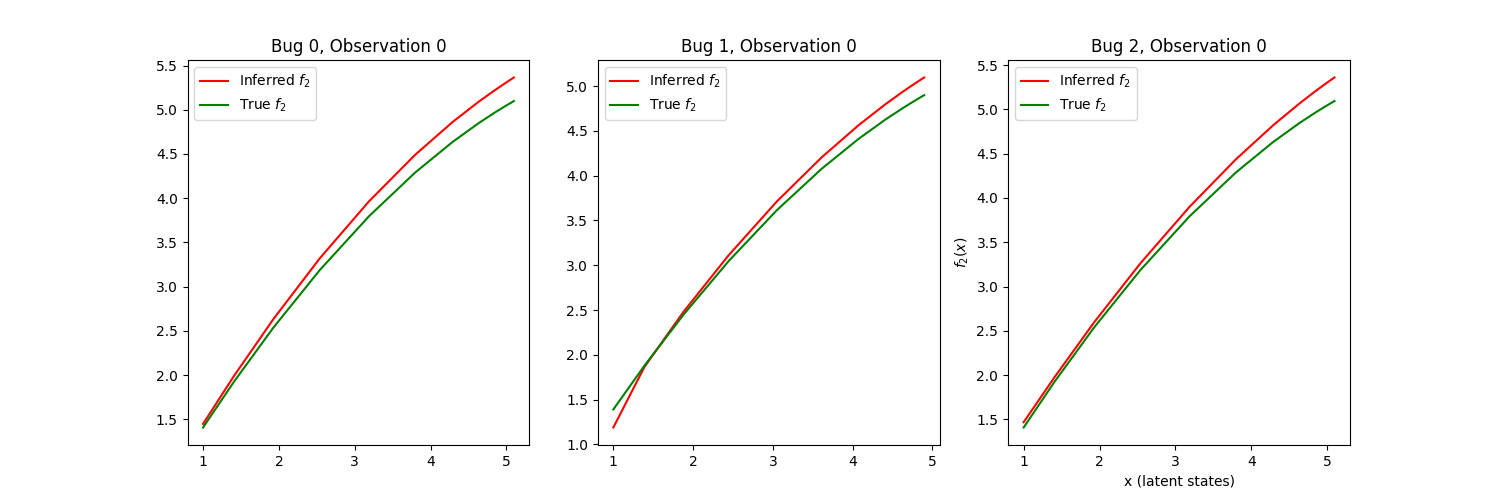 Bug 0, Observation 0
Inferred f₂
True f₂
5.5
5.0
4.5
4.0
3.5
3.0
2.5
2.0
1.5
1 2 3 4 5
Bug 1, Observation 0
Inferred f₂
True f₂
5.0
4.5
4.0
3.5
3.0
2.5
2.0
1.5
1.0
1 2 3 4 5
Bug 2, Observation 0
Inferred f₂
True f₂
f₂(x)
5.5
5.0
4.5
4.0
3.5
3.0
2.5
2.0
1.5
1 2 3 4 5
x (latent states)